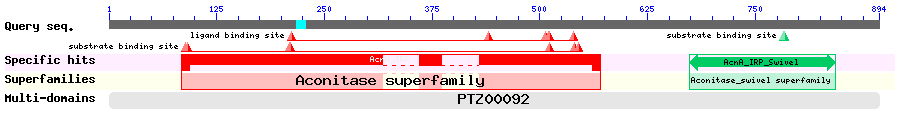 1 125 250 375 500 625 750 894
Query seq.
ligand binding site
substrate binding site
substrate binding site
Specific hits
Acn
AcnA_IRP_Swivel
Superfamilies
Aconitase superfamily
Aconitase_swivel superfamily
Multi-domains
PTZ00092